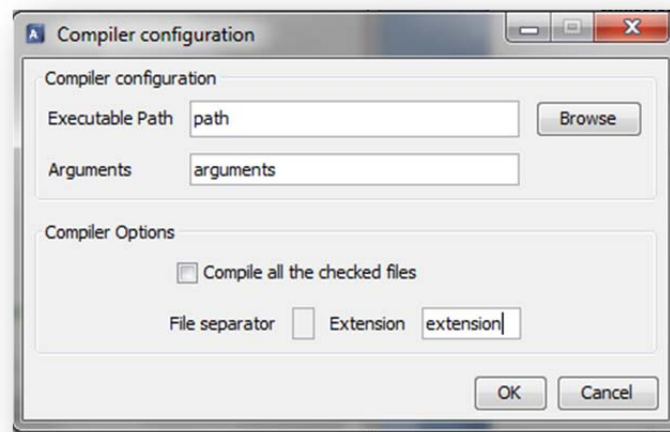 Compiler configuration
Compiler configuration
Executable Path path Browse
Arguments arguments
Compiler Options
Compile all the checked files
File separator Extension extension
OK Cancel